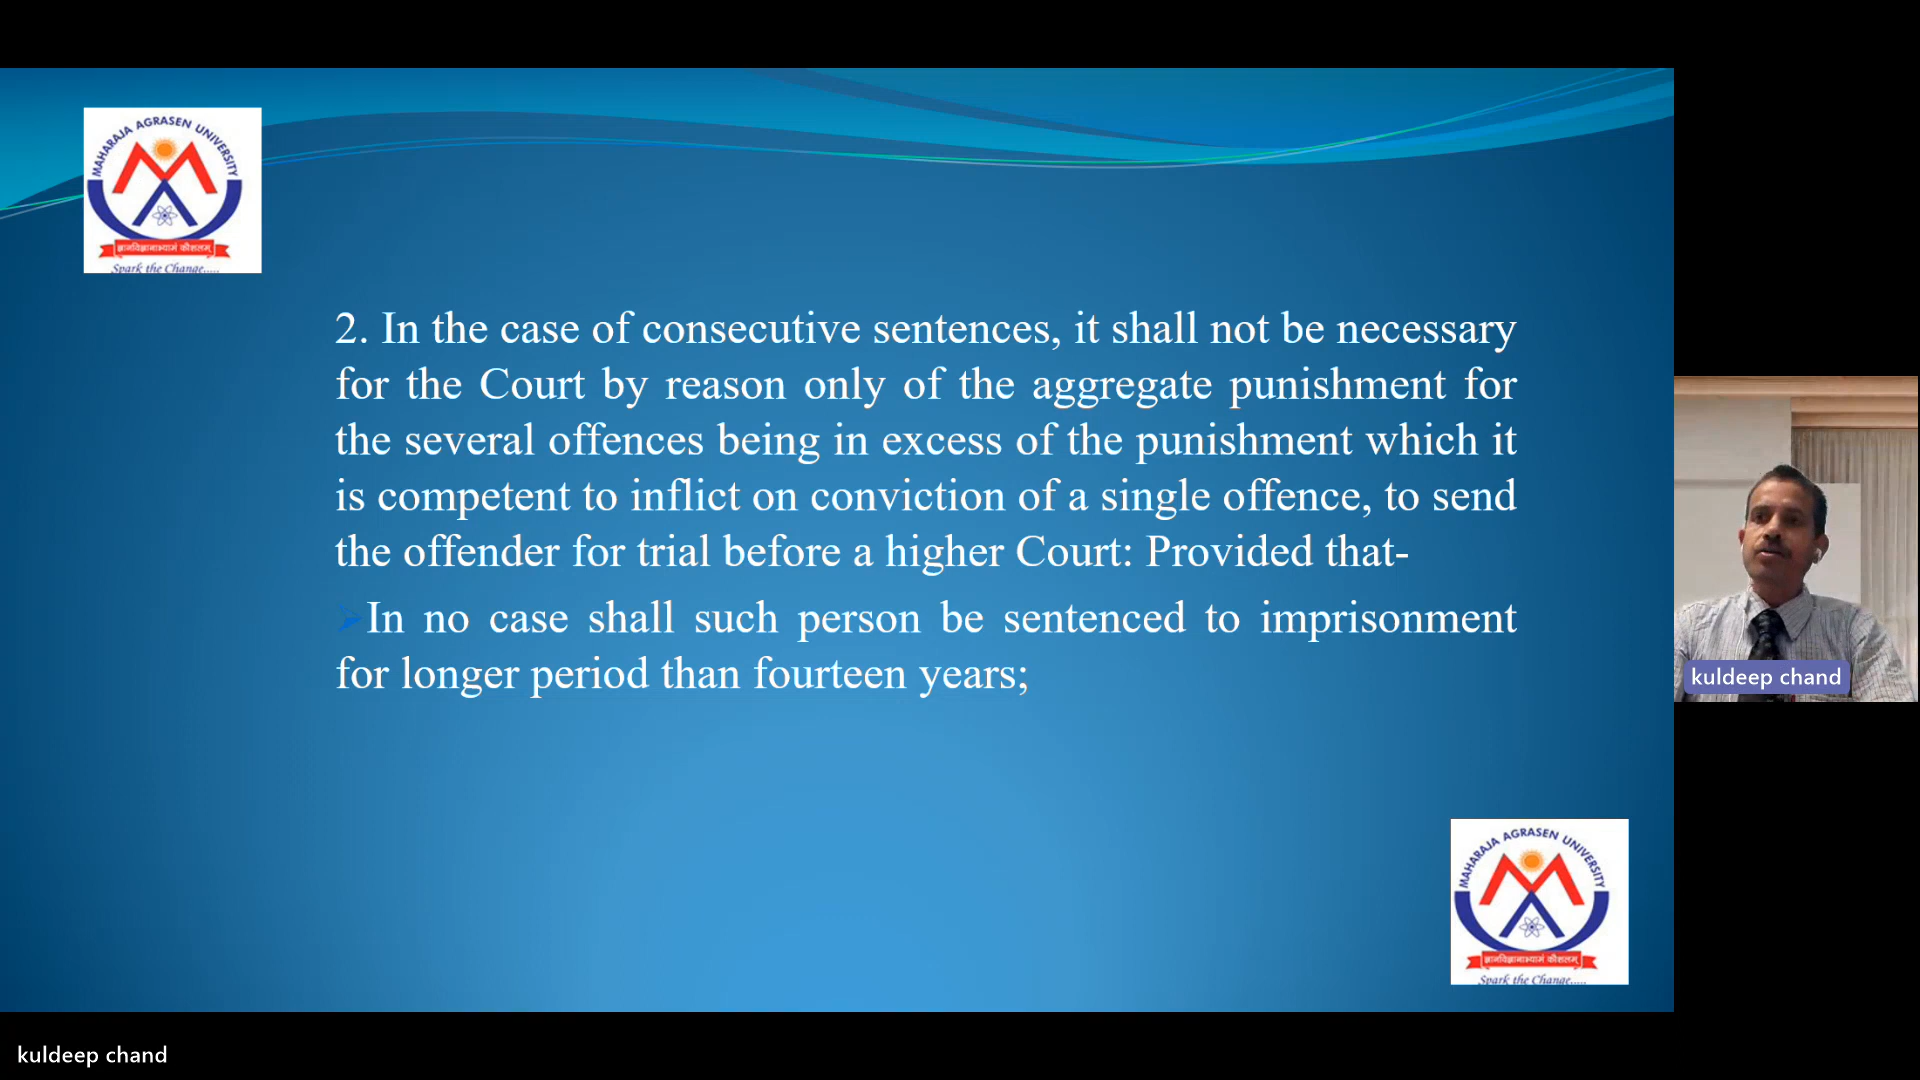 MAHARAJA AGRASEN UNIVERSITY
ज्ञानविज्ञानाभ्यामं कौशलम्
Spark the Change.....
2. In the case of consecutive sentences, it shall not be necessary
for the Court by reason only of the aggregate punishment for
the several offences being in excess of the punishment which it
is competent to inflict on conviction of a single offence, to send
the offender for trial before a higher Court: Provided that-
In no case shall such person be sentenced to imprisonment
for longer period than fourteen years;
kuldeep chand
MAHARAJA AGRASEN UNIVERSITY
ज्ञानविज्ञानाभ्यामं कौशलम्
Spark the Change.....
kuldeep chand